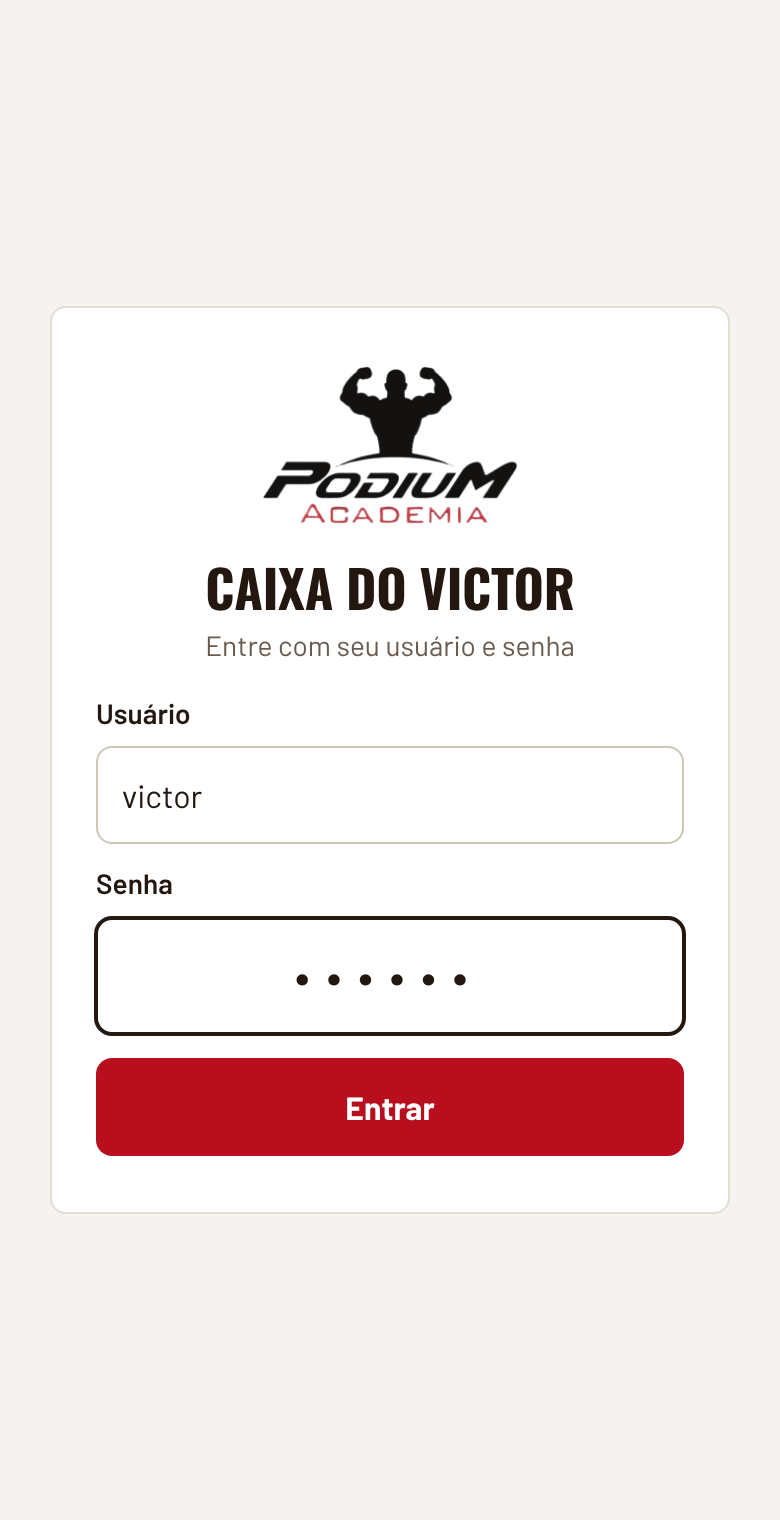 PODIUM
ACADEMIA
CAIXA DO VICTOR
Entre com seu usuário e senha
Usuário
victor
Senha
••••••
Entrar